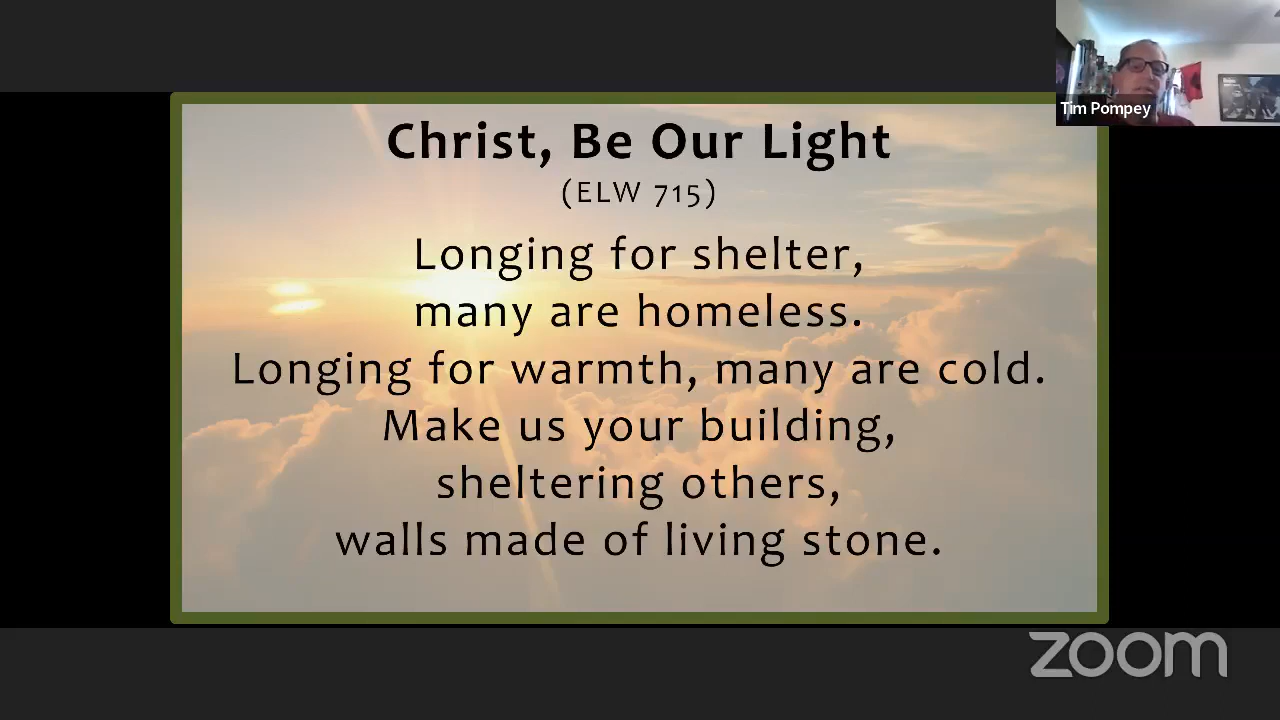 Christ, Be Our Light
(ELW 715)
Longing for shelter,
many are homeless.
Longing for warmth, many are cold.
Make us your building,
sheltering others,
walls made of living stone.
Tim Pompey
zoom